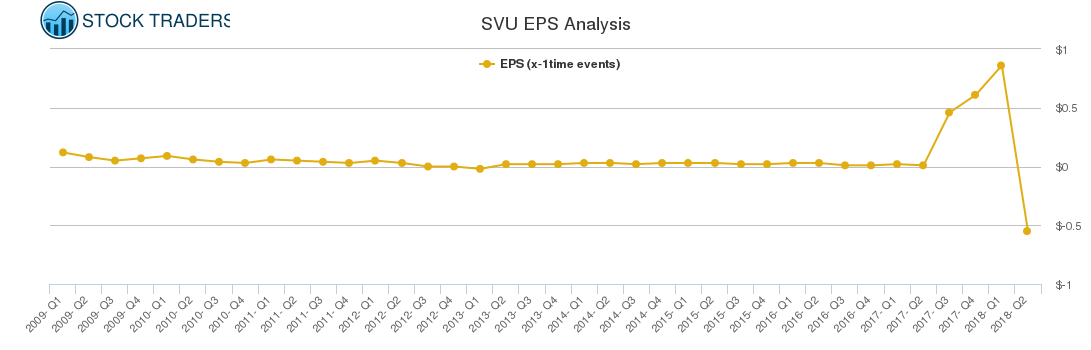 STOCK TRADERS
SVU EPS Analysis
EPS (x-1time events)
$1
$0.5
$0
$-0.5
$-1
2009-Q1
2009-Q2
2009-Q3
2009-Q4
2010-Q1
2010-Q2
2010-Q3
2010-Q4
2011-Q1
2011-Q2
2011-Q3
2011-Q4
2012-Q1
2012-Q2
2012-Q3
2012-Q4
2013-Q1
2013-Q2
2013-Q3
2013-Q4
2014-Q1
2014-Q2
2014-Q3
2014-Q4
2015-Q1
2015-Q2
2015-Q3
2015-Q4
2016-Q1
2016-Q2
2016-Q3
2016-Q4
2017-Q1
2017-Q2
2017-Q3
2017-Q4
2018-Q1
2018-Q2